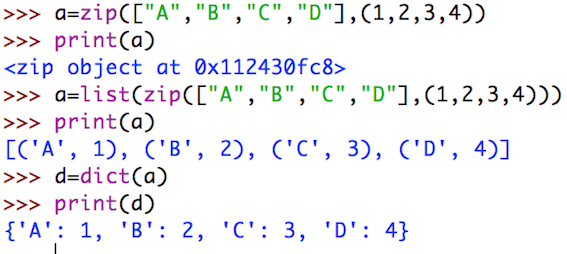 >>> a=zip(["A","B","C","D"],(1,2,3,4))
>>> print(a)
<zip object at 0x112430fc8>
>>> a=list(zip(["A","B","C","D"],(1,2,3,4)))
>>> print(a)
[('A', 1), ('B', 2), ('C', 3), ('D', 4)]
>>> d=dict(a)
>>> print(d)
{'A': 1, 'B': 2, 'C': 3, 'D': 4}